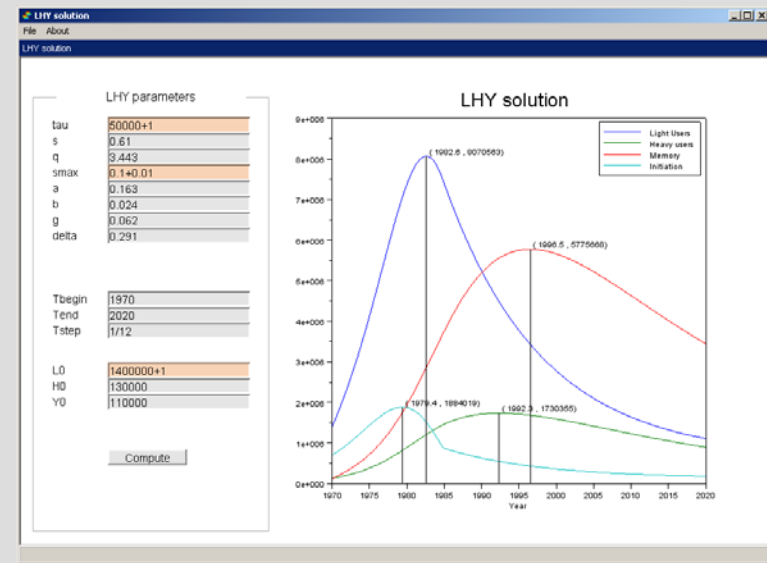 LHY solution
File About
LHY solution
LHY parameters
tau 50000+1
s 0.61
q 3.443
smax 0.1+0.01
a 0.163
b 0.024
g 0.062
delta 0.291
Tbegin 1970
Tend 2020
Tstep 1/12
L0 1400000+1
H0 130000
Y0 110000
Compute
LHY solution
9e+006
8e+006
7e+006
6e+006
5e+006
4e+006
3e+006
2e+006
1e+006
0e+000
Light Users
Heavy users
Memory
Initiation
( 1982.6 , 8070563)
( 1996.5 , 5775668)
( 1979.4 , 1884019)
( 1992.3 , 1730355)
1970 1975 1980 1985 1990 1995 2000 2005 2010 2015 2020
Year